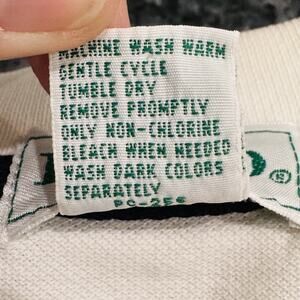 MACHINE WASH WARM
GENTLE CYCLE
TUMBLE DRY
REMOVE PROMPTLY
ONLY NON-CHLORINE
BLEACH WHEN NEEDED
WASH DARK COLORS
SEPARATELY